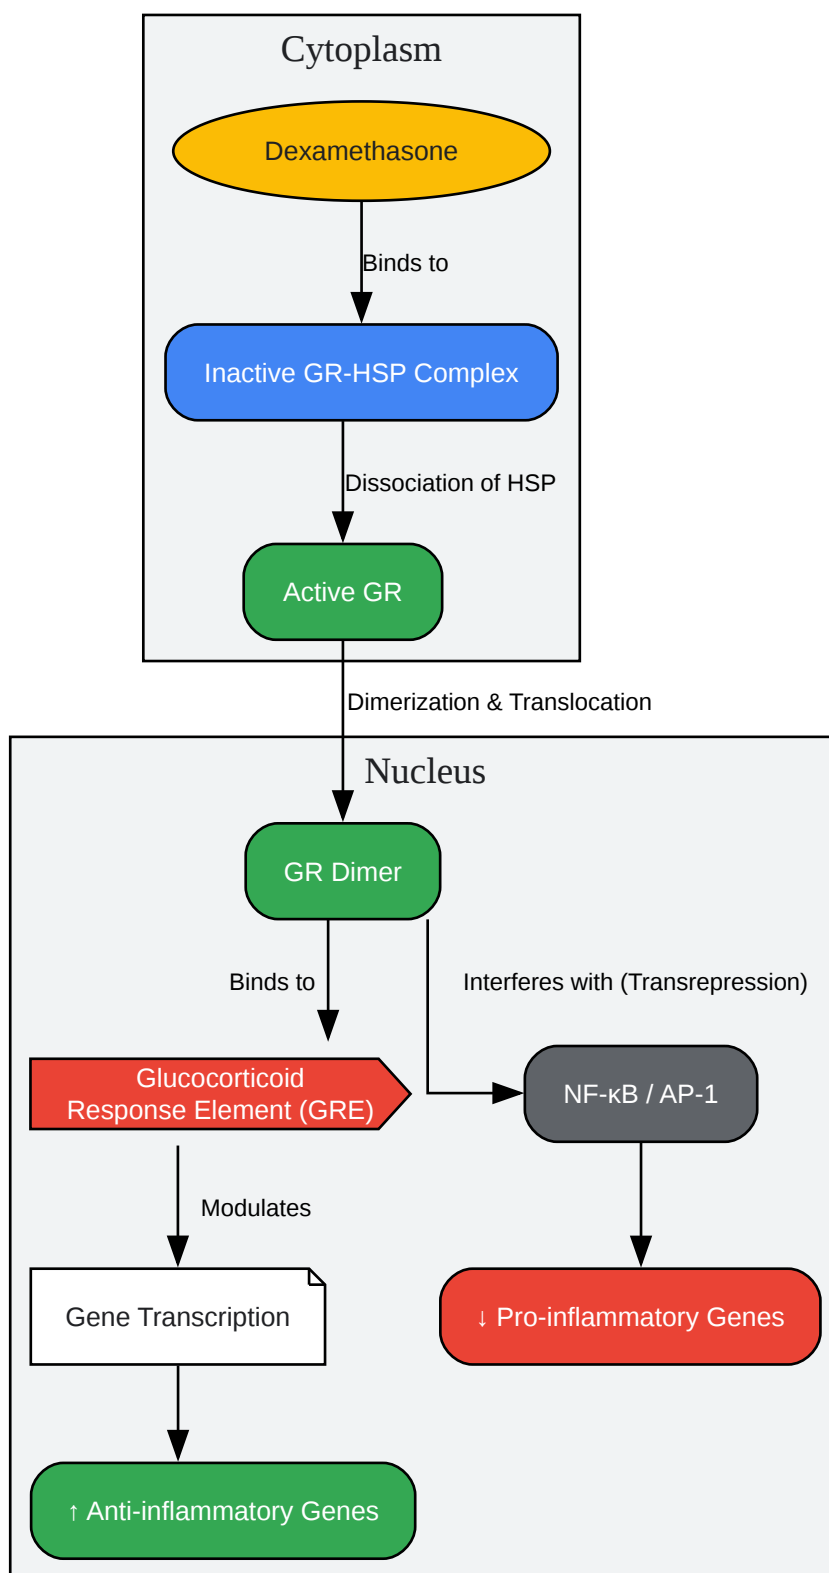 Cytoplasm
Dexamethasone
Binds to
Inactive GR-HSP Complex
Dissociation of HSP
Active GR
Dimerization & Translocation
Nucleus
GR Dimer
Binds to
Interferes with (Transrepression)
Glucocorticoid
Response Element (GRE)
NF-κB / AP-1
Modulates
Gene Transcription
↓ Pro-inflammatory Genes
↑ Anti-inflammatory Genes